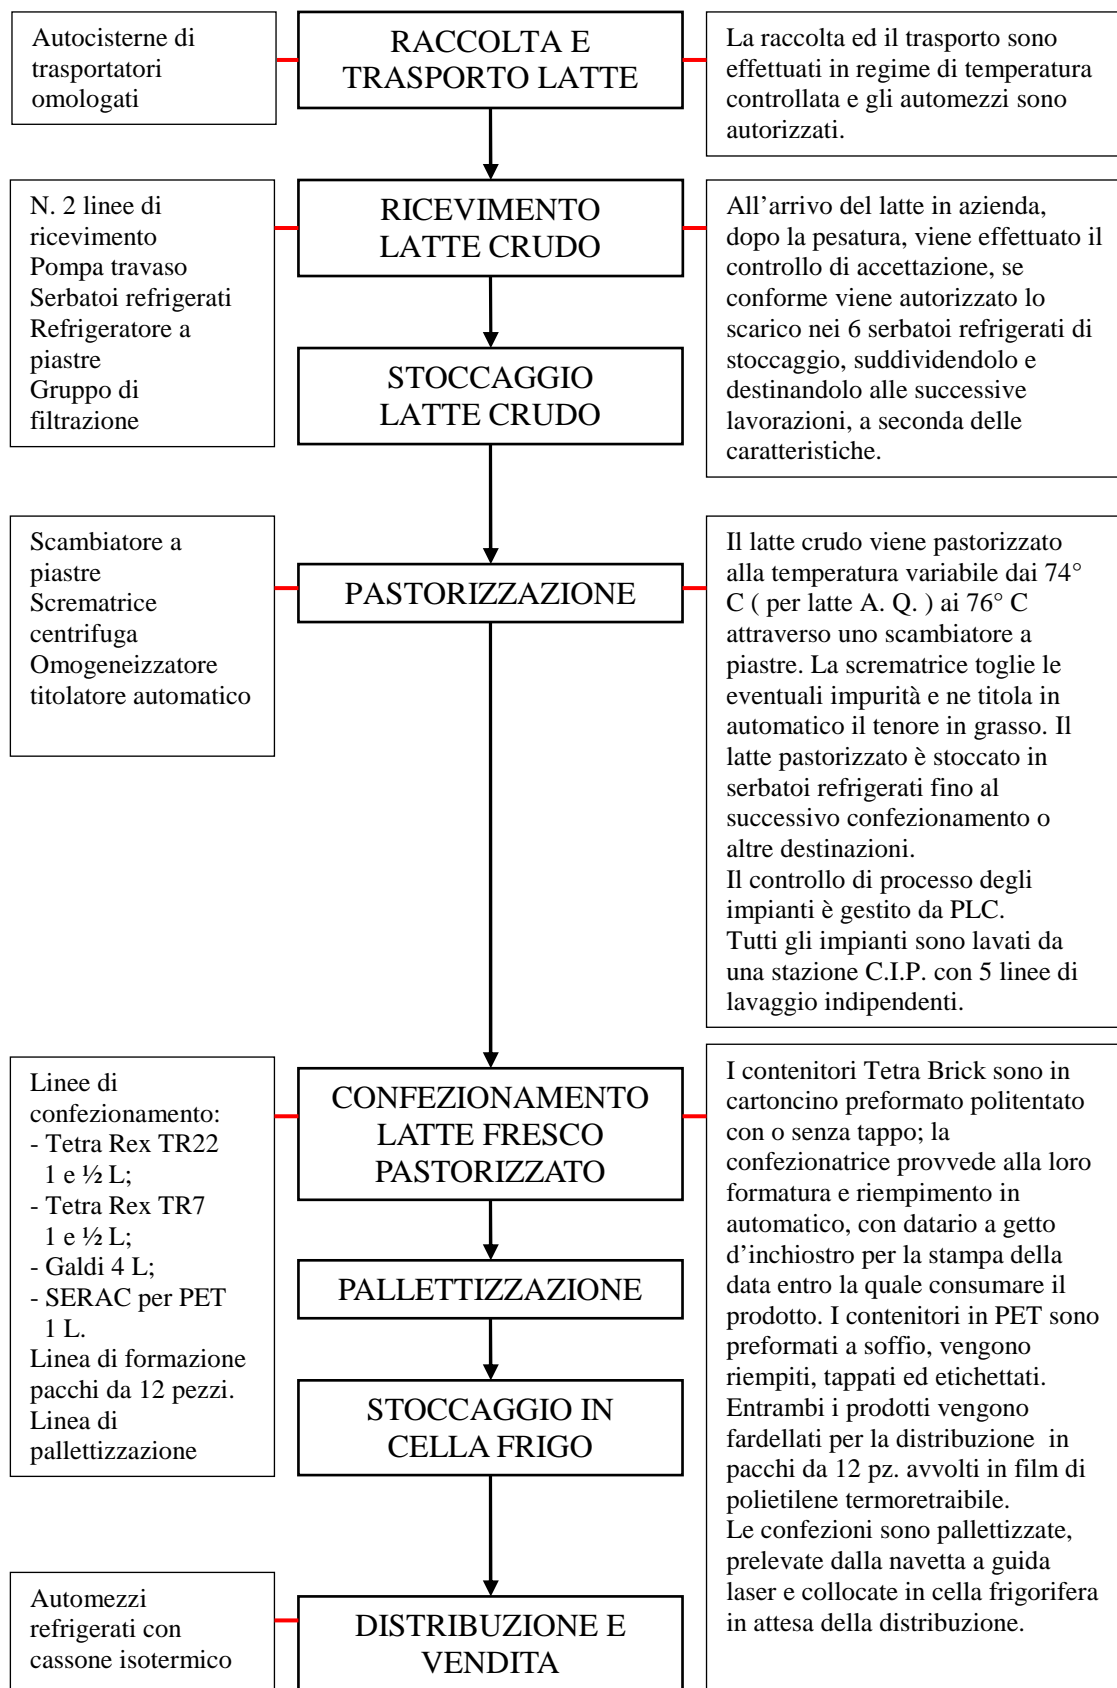 Autocisterne di
trasportatori
omologati
RACCOLTA E
TRASPORTO LATTE
La raccolta ed il trasporto sono
effettuati in regime di temperatura
controllata e gli automezzi sono
autorizzati.
N. 2 linee di
ricevimento
Pompa travaso
Serbatoi refrigerati
Refrigeratore a
piastre
Gruppo di
filtrazione
RICEVIMENTO
LATTE CRUDO
STOCCAGGIO
LATTE CRUDO
All’arrivo del latte in azienda,
dopo la pesatura, viene effettuato il
controllo di accettazione, se
conforme viene autorizzato lo
scarico nei 6 serbatoi refrigerati di
stoccaggio, suddividendolo e
destinandolo alle successive
lavorazioni, a seconda delle
caratteristiche.
Scambiatore a
piastre
Scrematrice
centrifuga
Omogeneizzatore
titolatore automatico
PASTORIZZAZIONE
Il latte crudo viene pastorizzato
alla temperatura variabile dai 74°
C ( per latte A. Q. ) ai 76° C
attraverso uno scambiatore a
piastre. La scrematrice toglie le
eventuali impurità e ne titola in
automatico il tenore in grasso. Il
latte pastorizzato è stoccato in
serbatoi refrigerati fino al
successivo confezionamento o
altre destinazioni.
Il controllo di processo degli
impianti è gestito da PLC.
Tutti gli impianti sono lavati da
una stazione C.I.P. con 5 linee di
lavaggio indipendenti.
Linee di
confezionamento:
- Tetra Rex TR22
1 e ½ L;
- Tetra Rex TR7
1 e ½ L;
- Galdi 4 L;
- SERAC per PET
1 L.
Linea di formazione
pacchi da 12 pezzi.
Linea di
pallettizzazione
CONFEZIONAMENTO
LATTE FRESCO
PASTORIZZATO
PALLETTIZZAZIONE
STOCCAGGIO IN
CELLA FRIGO
I contenitori Tetra Brick sono in
cartoncino preformato politentato
con o senza tappo; la
confezionatrice provvede alla loro
formatura e riempimento in
automatico, con datario a getto
d’inchiostro per la stampa della
data entro la quale consumare il
prodotto. I contenitori in PET sono
preformati a soffio, vengono
riempiti, tappati ed etichettati.
Entrambi i prodotti vengono
fardellati per la distribuzione in
pacchi da 12 pz. avvolti in film di
polietilene termoretraibile.
Le confezioni sono pallettizzate,
prelevate dalla navetta a guida
laser e collocate in cella frigorifera
in attesa della distribuzione.
Automezzi
refrigerati con
cassone isotermico
DISTRIBUZIONE E
VENDITA